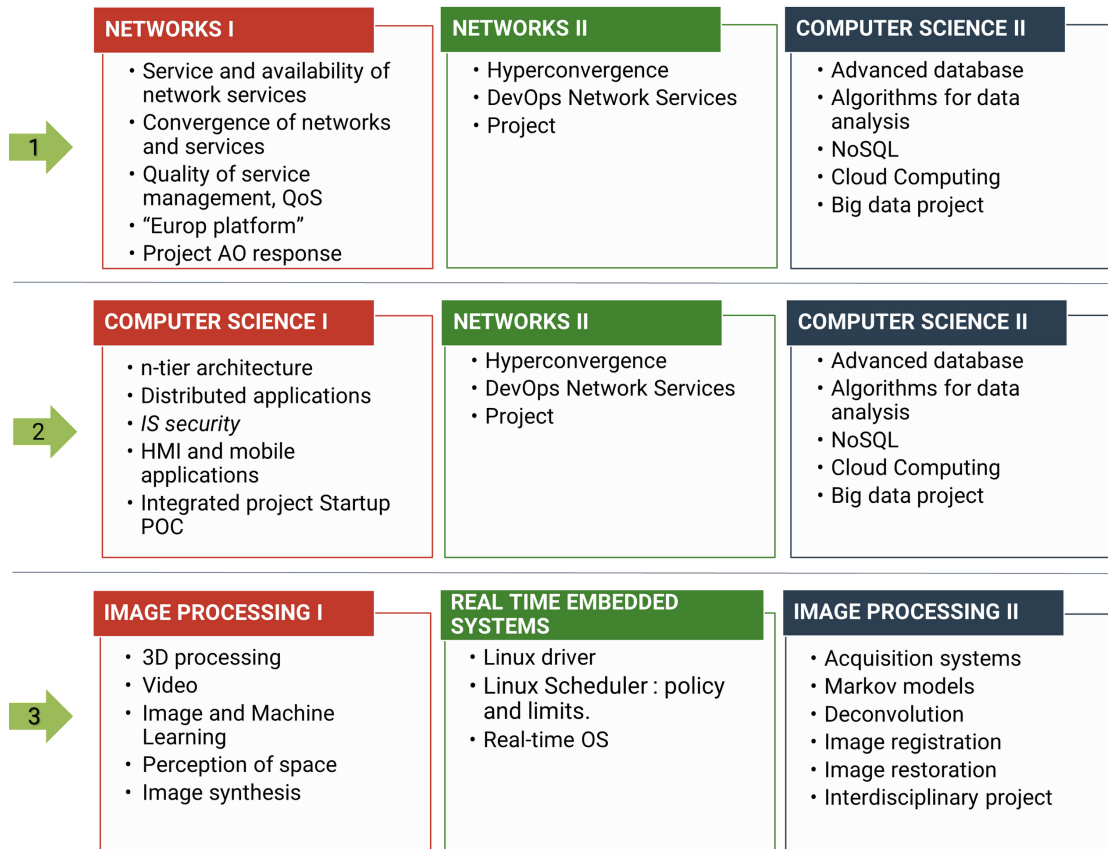 1
NETWORKS I
• Service and availability of
network services
• Convergence of networks
and services
• Quality of service
management, QoS
• “Europ platform”
• Project AO response
NETWORKS II
• Hyperconvergence
• DevOps Network Services
• Project
COMPUTER SCIENCE II
• Advanced database
• Algorithms for data
analysis
• NoSQL
• Cloud Computing
• Big data project
2
COMPUTER SCIENCE I
• n-tier architecture
• Distributed applications
• IS security
• HMI and mobile
applications
• Integrated project Startup
POC
NETWORKS II
• Hyperconvergence
• DevOps Network Services
• Project
COMPUTER SCIENCE II
• Advanced database
• Algorithms for data
analysis
• NoSQL
• Cloud Computing
• Big data project
3
IMAGE PROCESSING I
• 3D processing
• Video
• Image and Machine
Learning
• Perception of space
• Image synthesis
REAL TIME EMBEDDED
SYSTEMS
• Linux driver
• Linux Scheduler : policy
and limits.
• Real-time OS
IMAGE PROCESSING II
• Acquisition systems
• Markov models
• Deconvolution
• Image registration
• Image restoration
• Interdisciplinary project